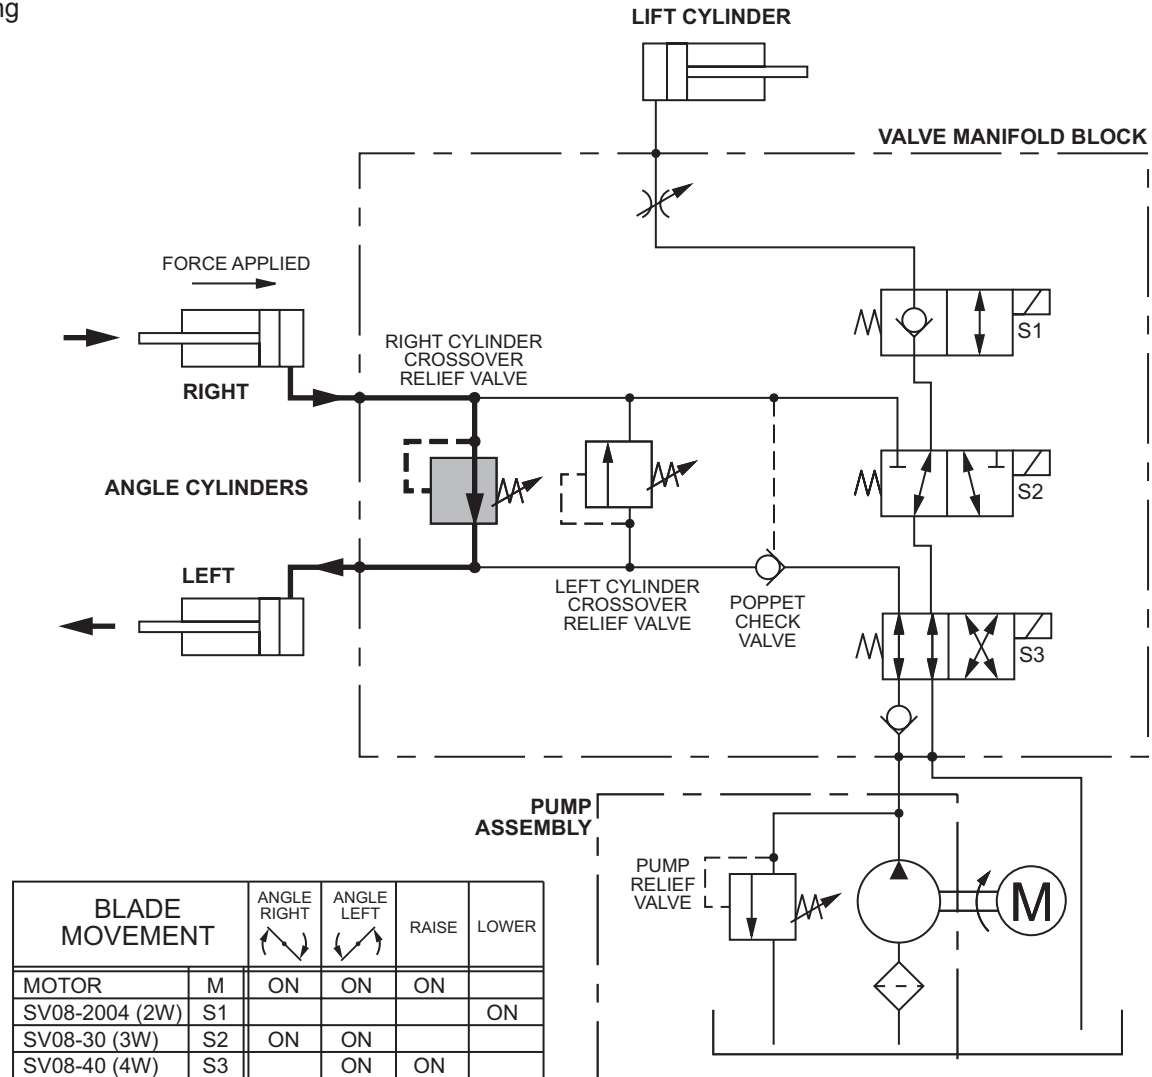 ng
LIFT CYLINDER
VALVE MANIFOLD BLOCK
FORCE APPLIED
RIGHT CYLINDER
CROSSOVER
RELIEF VALVE
S1
RIGHT
ANGLE CYLINDERS
S2
LEFT
LEFT CYLINDER
CROSSOVER
RELIEF VALVE
POPPET
CHECK
VALVE
S3
PUMP
ASSEMBLY
PUMP
RELIEF
VALVE
M
BLADE
MOVEMENT
ANGLE
RIGHT
ANGLE
LEFT
RAISE
LOWER
MOTOR M ON ON ON
SV08-2004 (2W) S1 ON
SV08-30 (3W) S2 ON ON
SV08-40 (4W) S3 ON ON